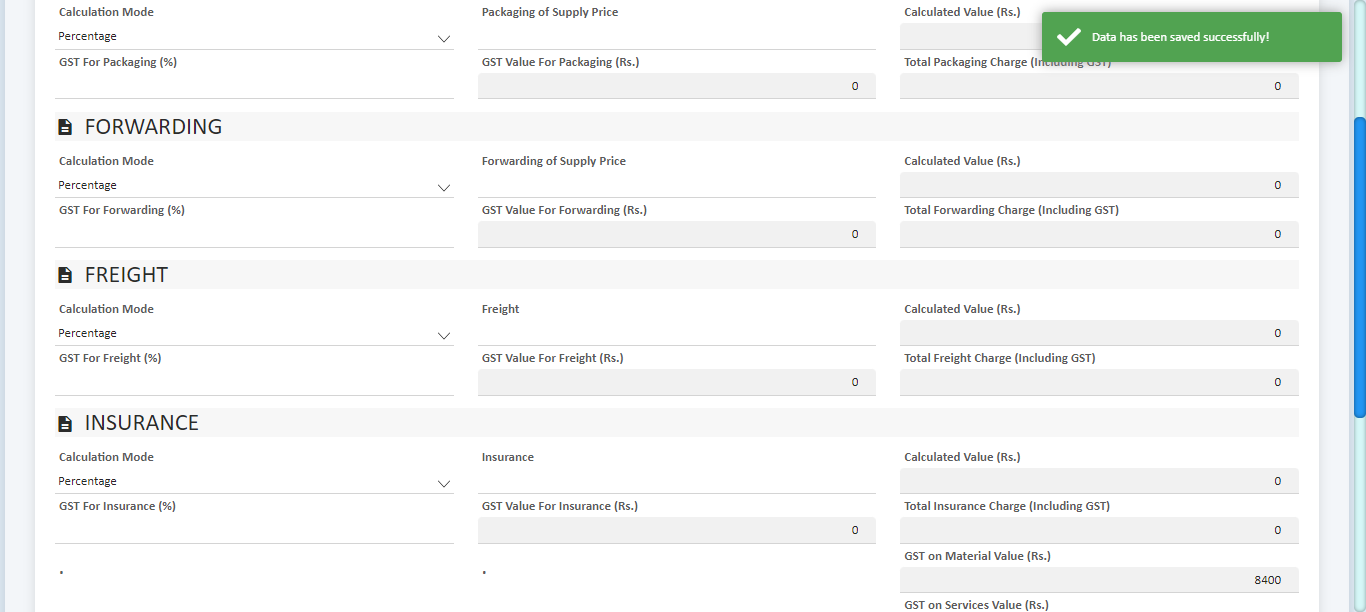 Calculation Mode Packaging of Supply Price Calculated Value (Rs.)
Data has been saved successfully!
Percentage
GST For Packaging (%) GST Value For Packaging (Rs.) Total Packaging Charge (Including GST)
0 0
FORWARDING
Calculation Mode Forwarding of Supply Price Calculated Value (Rs.)
Percentage 0
GST For Forwarding (%) GST Value For Forwarding (Rs.) Total Forwarding Charge (Including GST)
0 0
FREIGHT
Calculation Mode Freight Calculated Value (Rs.)
Percentage 0
GST For Freight (%) GST Value For Freight (Rs.) Total Freight Charge (Including GST)
0 0
INSURANCE
Calculation Mode Insurance Calculated Value (Rs.)
Percentage 0
GST For Insurance (%) GST Value For Insurance (Rs.) Total Insurance Charge (Including GST)
0 0
GST on Material Value (Rs.)
. .
8400
GST on Services Value (Rs.)